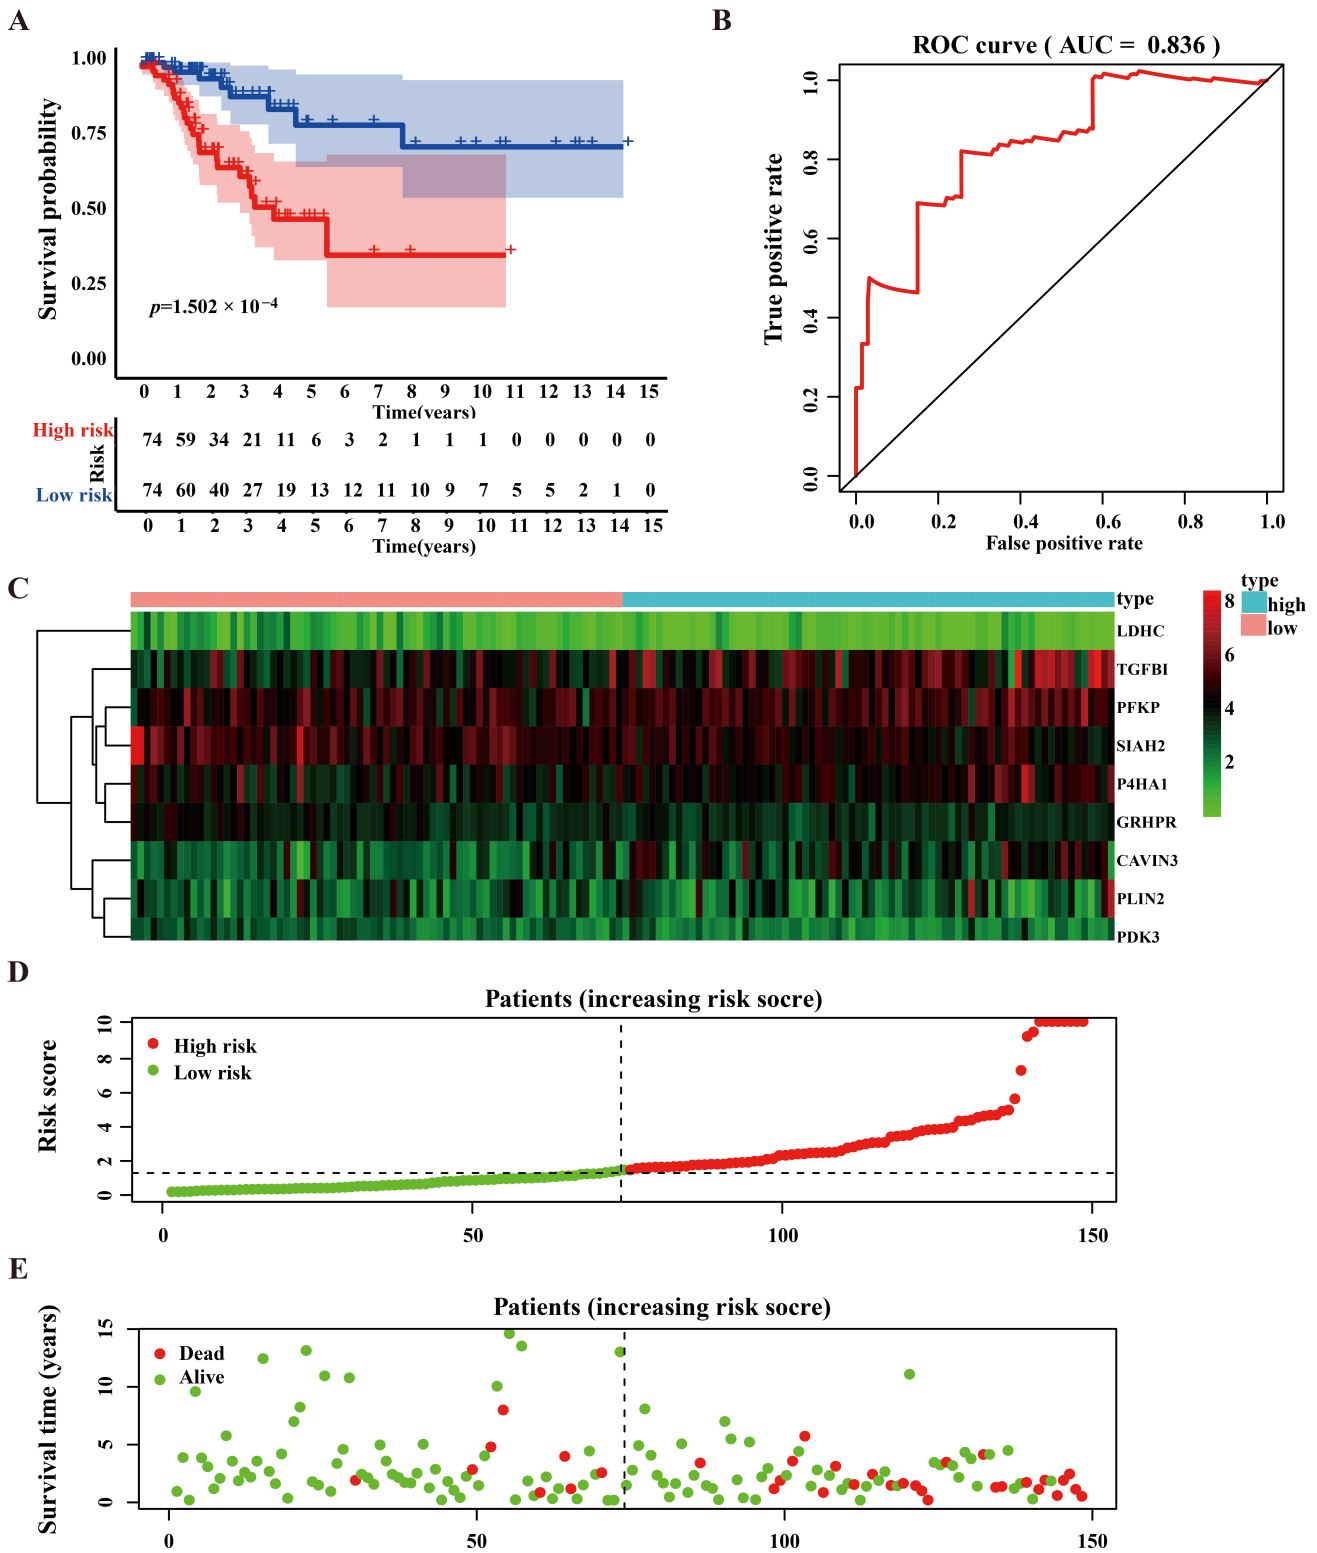 A
1.00
0.75
0.50
0.25
0.00
Survival probability
p=1.502 × 10⁻⁴
0 1 2 3 4 5 6 7 8 9 10 11 12 13 14 15
Time(years)
High risk
74 59 34 21 11 6 3 2 1 1 1 0 0 0 0 0
Risk
Low risk
74 60 40 27 19 13 12 11 10 9 7 5 5 2 1 0
0 1 2 3 4 5 6 7 8 9 10 11 12 13 14 15
Time(years)
B
ROC curve ( AUC = 0.836 )
True positive rate
1.0
0.8
0.6
0.4
0.2
0.0
0.0 0.2 0.4 0.6 0.8 1.0
False positive rate
C
type
LDHC
TGFBI
PFKP
SIAH2
P4HA1
GRHPR
CAVIN3
PLIN2
PDK3
8
6
4
2
type
high
low
D
Patients (increasing risk socre)
Risk score
10
8
6
4
2
0
High risk
Low risk
0 50 100 150
E
Patients (increasing risk socre)
Survival time (years)
15
10
5
0
Dead
Alive
0 50 100 150